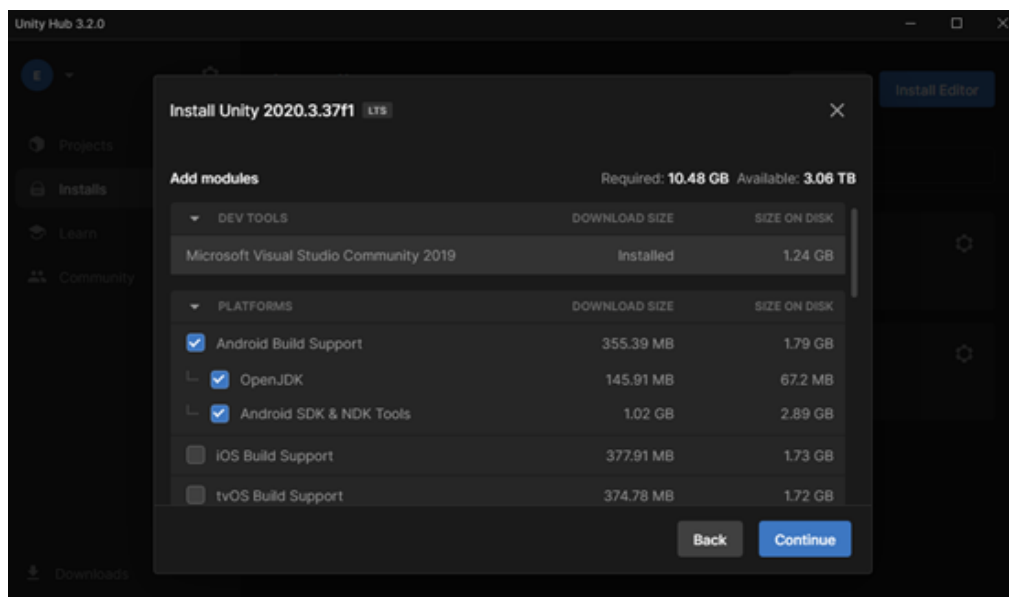 Unity Hub 3.2.0
E
Install Editor
Install Unity 2020.3.37f1 LTS
Projects
Add modules Required: 10.48 GB Available: 3.06 TB
Installs
DEV TOOLS DOWNLOAD SIZE SIZE ON DISK
Learn
Microsoft Visual Studio Community 2019 Installed 1.24 GB
Community
PLATFORMS DOWNLOAD SIZE SIZE ON DISK
Android Build Support 355.39 MB 1.79 GB
OpenJDK 145.91 MB 67.2 MB
Android SDK & NDK Tools 1.02 GB 2.89 GB
iOS Build Support 377.91 MB 1.73 GB
tvOS Build Support 374.78 MB 1.72 GB
Back Continue
Downloads